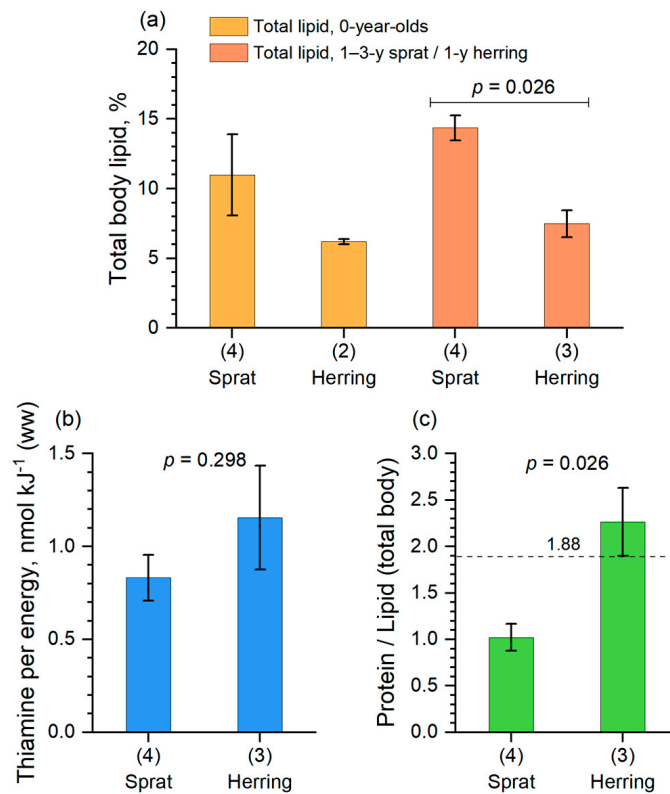 (a)
Total lipid, 0-year-olds
Total lipid, 1–3-y sprat / 1-y herring
Total body lipid, %
20
15
10
5
0
p = 0.026
(4) (2) (4) (3)
Sprat Herring Sprat Herring
(b)
Thiamine per energy, nmol kJ⁻¹ (ww)
1.5
1.0
0.5
0.0
p = 0.298
(4) (3)
Sprat Herring
(c)
Protein / Lipid (total body)
3.0
2.5
2.0
1.5
1.0
0.5
0.0
p = 0.026
1.88
(4) (3)
Sprat Herring